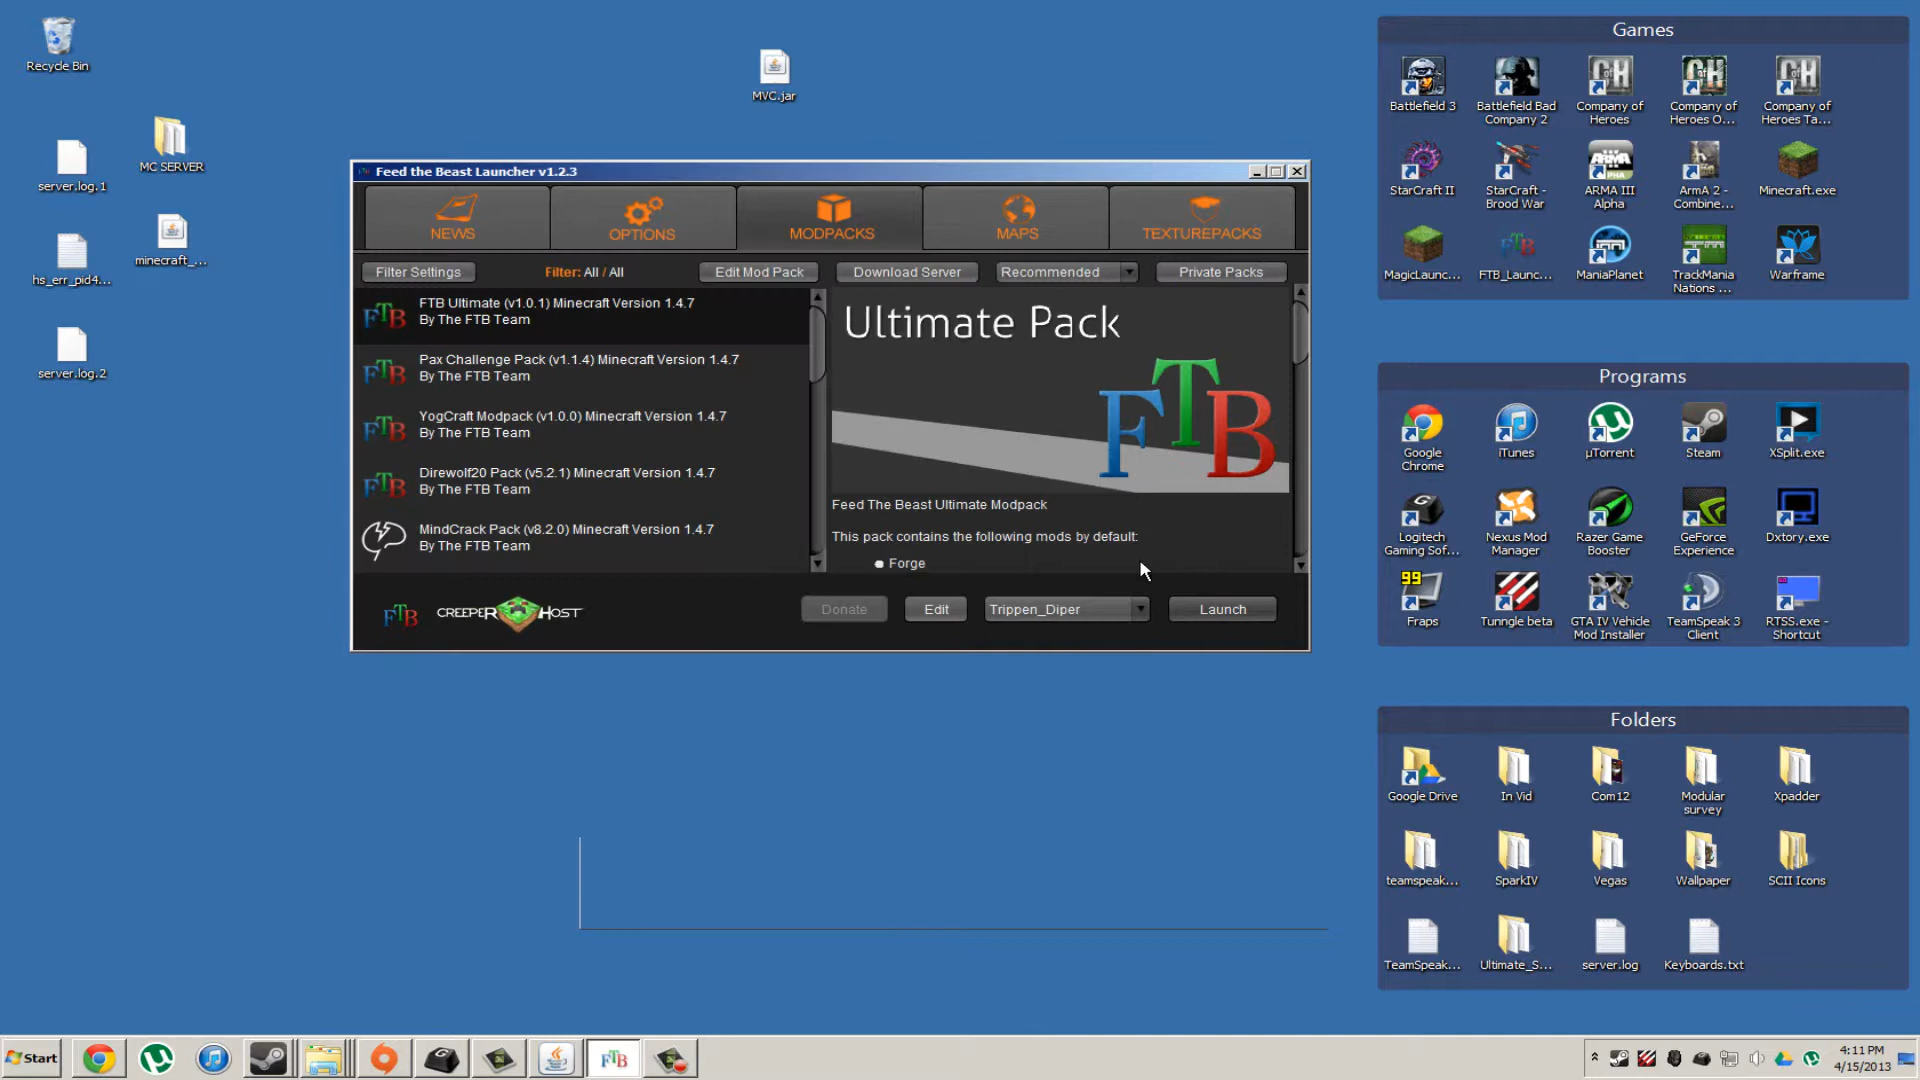 Recycle Bin
MVC.jar
MC SERVER
server.log.1
minecraft_...
hs_err_pid4...
server.log.2
Feed the Beast Launcher v1.2.3
NEWS
OPTIONS
MODPACKS
MAPS
TEXTUREPACKS
Filter Settings
Filter: All / All
Edit Mod Pack
Download Server
Recommended
Private Packs
FTB
FTB Ultimate (v1.0.1) Minecraft Version 1.4.7
By The FTB Team
FTB
Pax Challenge Pack (v1.1.4) Minecraft Version 1.4.7
By The FTB Team
FTB
YogCraft Modpack (v1.0.0) Minecraft Version 1.4.7
By The FTB Team
FTB
Direwolf20 Pack (v5.2.1) Minecraft Version 1.4.7
By The FTB Team
MindCrack Pack (v8.2.0) Minecraft Version 1.4.7
By The FTB Team
Ultimate Pack
FTB
Feed The Beast Ultimate Modpack
This pack contains the following mods by default:
Forge
FTB
CREEPER HOST
Donate
Edit
Trippen_Diper
Launch
Games
Battlefield 3
Battlefield Bad
Company 2
Company of
Heroes
Company of
Heroes O...
Company of
Heroes Ta...
StarCraft II
StarCraft -
Brood War
ARMA III
Alpha
ArmA 2 -
Combine...
Minecraft.exe
MagicLaunc...
FTB_Launc...
ManiaPlanet
TrackMania
Nations ...
Warframe
Programs
Google
Chrome
iTunes
µTorrent
Steam
XSplit.exe
Logitech
Gaming Sof...
Nexus Mod
Manager
Razer Game
Booster
GeForce
Experience
Dxtory.exe
99
Fraps
Tunngle beta
GTA IV Vehicle
Mod Installer
TeamSpeak 3
Client
RTSS.exe -
Shortcut
Folders
Google Drive
In Vid
Com12
Modular
survey
Xpadder
teamspeak...
SparkIV
Vegas
Wallpaper
SCII Icons
TeamSpeak...
Ultimate_S...
server.log
Keyboards.txt
Start
FTB
4:11 PM
4/15/2013